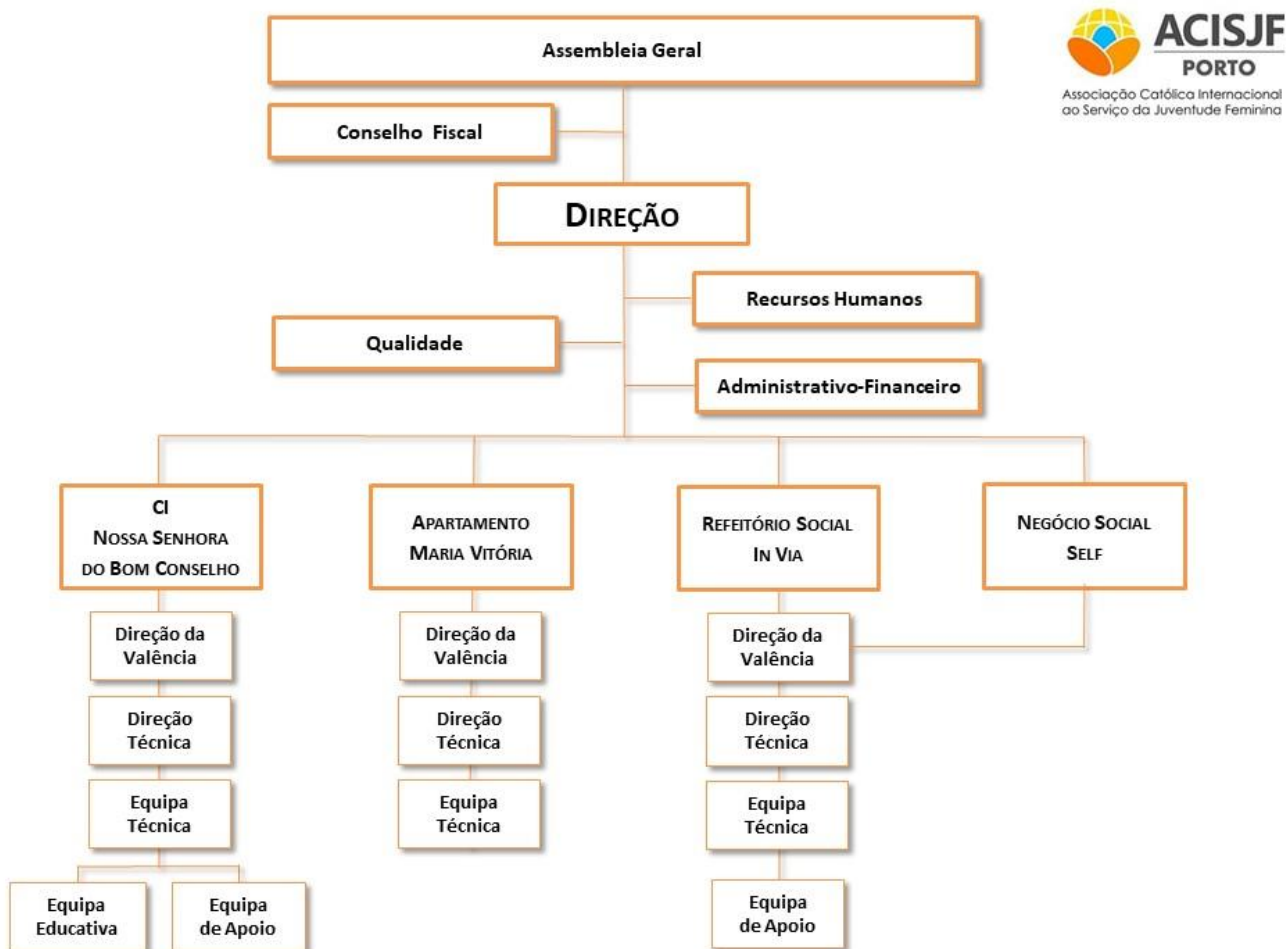 Assembleia Geral
ACISJF
PORTO
Associação Católica Internacional
ao Serviço da Juventude Feminina
Conselho Fiscal
DIREÇÃO
Recursos Humanos
Qualidade
Administrativo-Financeiro
CI
NOSSA SENHORA
DO BOM CONSELHO
APARTAMENTO
MARIA VITÓRIA
REFEITÓRIO SOCIAL
IN VIA
NEGÓCIO SOCIAL
SELF
Direção da
Valência
Direção da
Valência
Direção da
Valência
Direção
Técnica
Direção
Técnica
Direção
Técnica
Equipa
Técnica
Equipa
Técnica
Equipa
Técnica
Equipa
Educativa
Equipa
de Apoio
Equipa
de Apoio